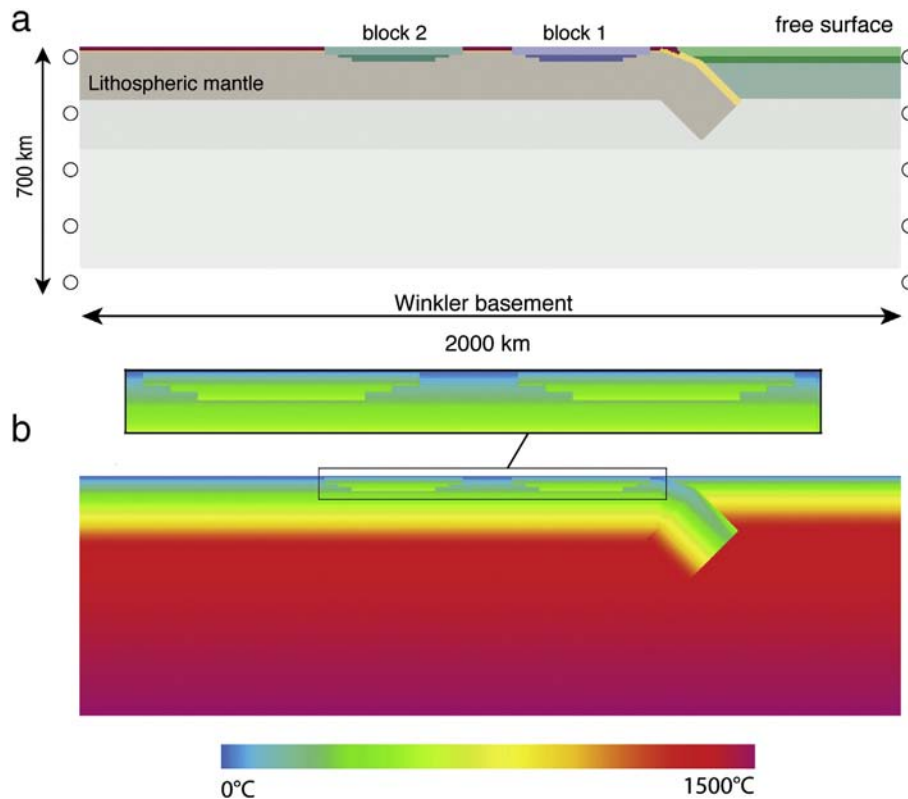 a
block 2
block 1
free surface
Lithospheric mantle
700 km
Winkler basement
2000 km
b
0°C
1500°C